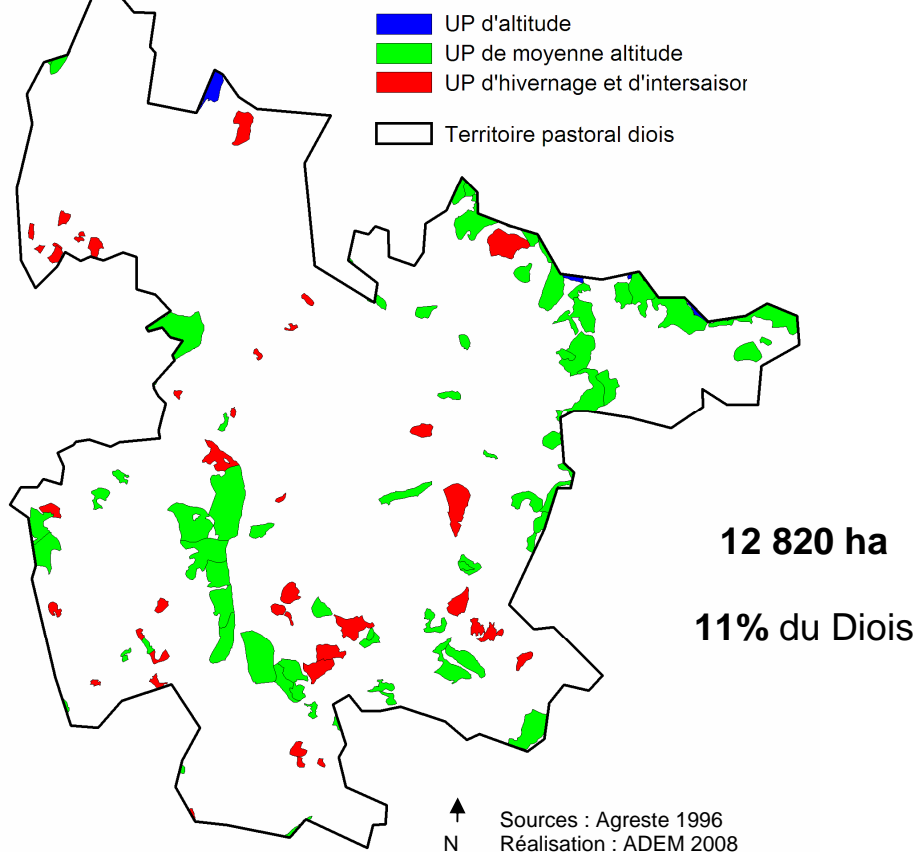 UP d'altitude
UP de moyenne altitude
UP d'hivernage et d'intersaisor
Territoire pastoral diois
12 820 ha
11% du Diois
N
Sources : Agreste 1996
Réalisation : ADEM 2008